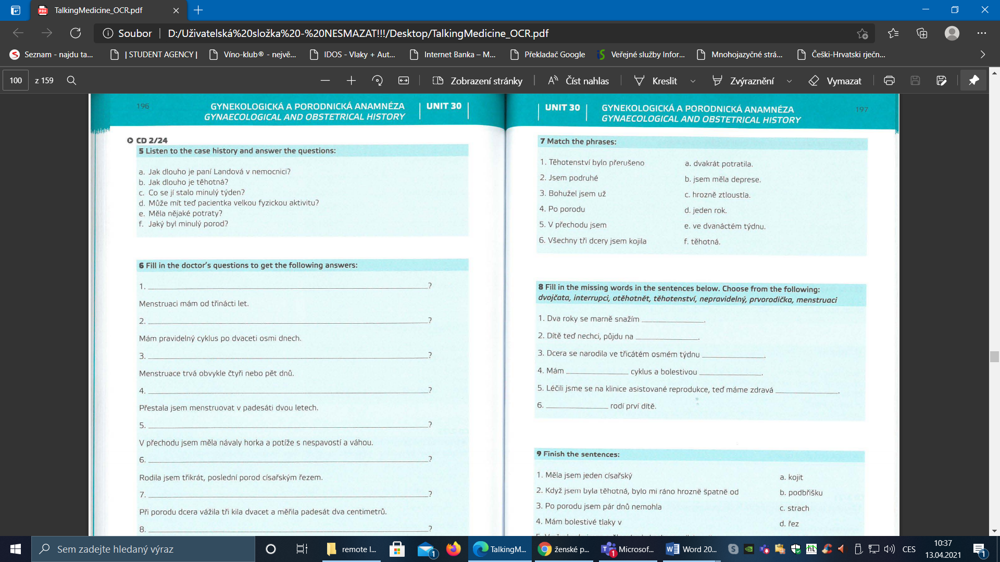 TalkingMedicine_OCR.pdf
Soubor | D:/Uživatelská%20složka%20-%20NESMAZAT!!!/Desktop/TalkingMedicine_OCR.pdf
Seznam - najdu ta...
| STUDENT AGENCY |
Víno-klub® - nejvě...
IDOS - Vlaky + Aut...
Internet Banka – M...
Překladač Google
Veřejné služby Infor...
Mnohojazyčné strá...
Češki-Hrvatski rječn...
100 z 159
Zobrazení stránky
Číst nahlas
Kreslit
Zvýraznění
Vymazat
196
GYNEKOLOGICKÁ A PORODNICKÁ ANAMNÉZA
GYNAECOLOGICAL AND OBSTETRICAL HISTORY
UNIT 30
CD 2/24
5 Listen to the case history and answer the questions:
a. Jak dlouho je paní Landová v nemocnici?
b. Jak dlouho je těhotná?
c. Co se jí stalo minulý týden?
d. Může mít teď pacientka velkou fyzickou aktivitu?
e. Měla nějaké potraty?
f. Jaký byl minulý porod?
6 Fill in the doctor's questions to get the following answers:
1. ?
Menstruaci mám od třinácti let.
2. ?
Mám pravidelný cyklus po dvaceti osmi dnech.
3. ?
Menstruace trvá obvykle čtyři nebo pět dnů.
4. ?
Přestala jsem menstruovat v padesáti dvou letech.
5. ?
V přechodu jsem měla návaly horka a potíže s nespavostí a váhou.
6. ?
Rodila jsem třikrát, poslední porod císařským řezem.
7. ?
Při porodu dcera vážila tři kila dvacet a měřila padesát dva centimetrů.
8. ?
UNIT 30
GYNEKOLOGICKÁ A PORODNICKÁ ANAMNÉZA
GYNAECOLOGICAL AND OBSTETRICAL HISTORY
197
7 Match the phrases:
1. Těhotenství bylo přerušeno
a. dvakrát potratila.
2. Jsem podruhé
b. jsem měla deprese.
3. Bohužel jsem už
c. hrozně ztloustla.
4. Po porodu
d. jeden rok.
5. V přechodu jsem
e. ve dvanáctém týdnu.
6. Všechny tři dcery jsem kojila
f. těhotná.
8 Fill in the missing words in the sentences below. Choose from the following:
dvojčata, interrupci, otěhotnět, těhotenství, nepravidelný, prvorodička, menstruaci
1. Dva roky se marně snažím ____________.
2. Dítě teď nechci, půjdu na ____________.
3. Dcera se narodila ve třicátém osmém týdnu ____________.
4. Mám ____________ cyklus a bolestivou ____________.
5. Léčili jsme se na klinice asistované reprodukce, teď máme zdravá ____________.
6. ____________ rodí prví dítě.
9 Finish the sentences:
1. Měla jsem jeden císařský
a. kojit
2. Když jsem byla těhotná, bylo mi ráno hrozně špatně od
b. podbřišku
3. Po porodu jsem pár dnů nemohla
c. strach
4. Mám bolestivé tlaky v
d. řez
Sem zadejte hledaný výraz
remote l...
1
TalkingM...
ženské p...
Microsof...
1
Word 20...
CES
10:37
13.04.2021
1